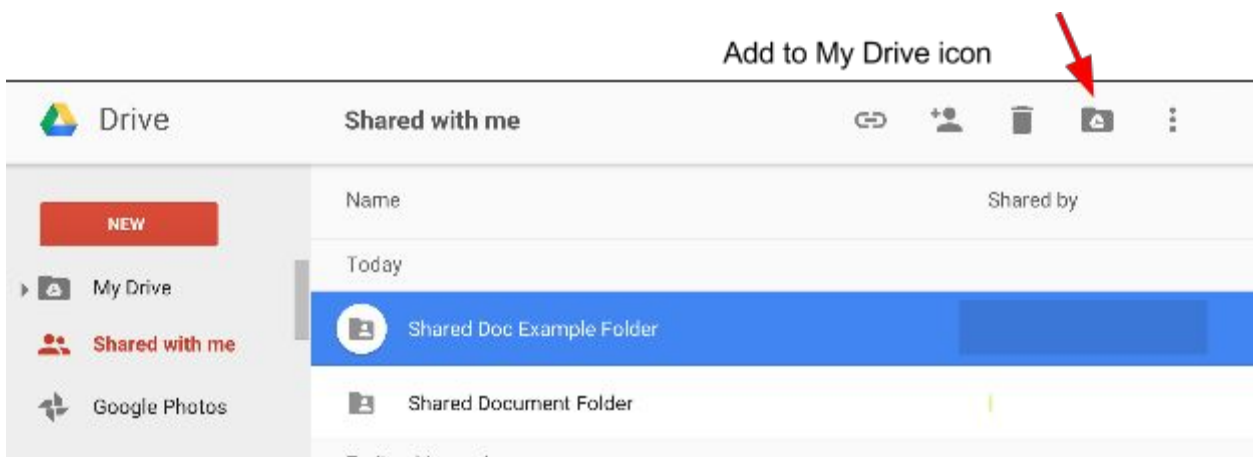 Add to My Drive icon
Drive
Shared with me
NEW
My Drive
Shared with me
Google Photos
Name
Shared by
Today
Shared Doc Example Folder
Shared Document Folder